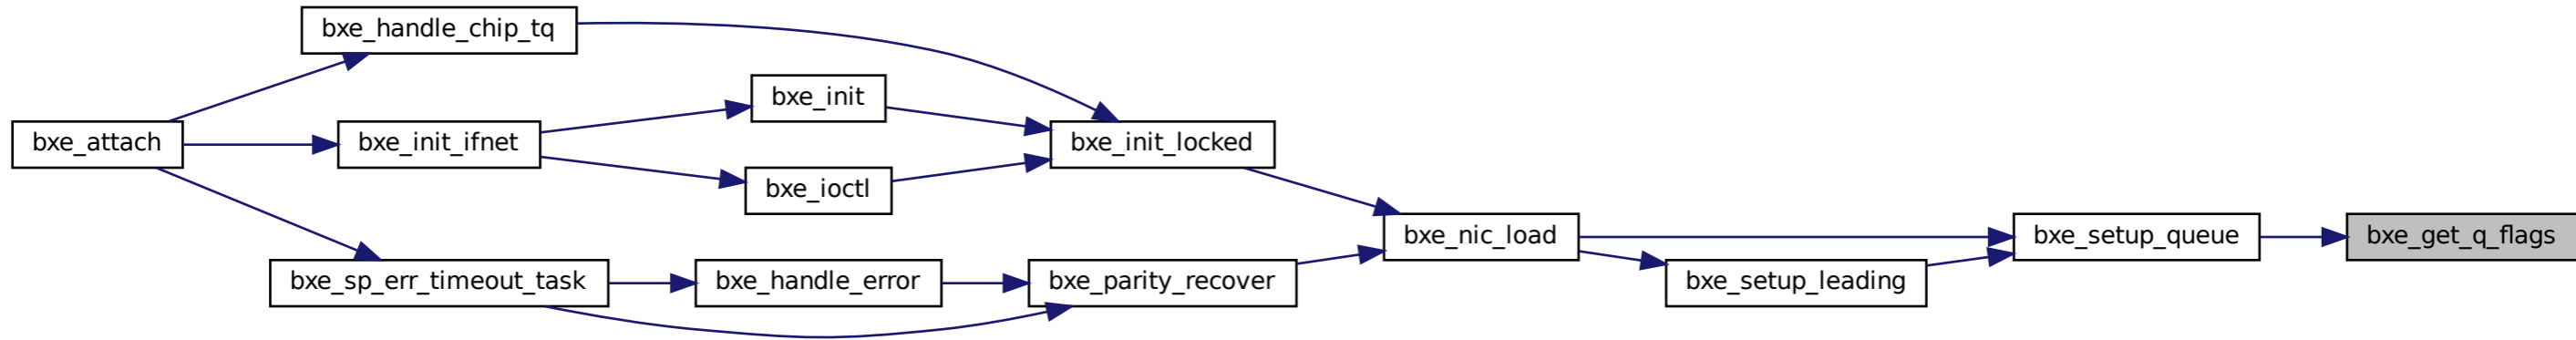 bxe_handle_chip_tq
bxe_init
bxe_attach
bxe_init_ifnet
bxe_init_locked
bxe_ioctl
bxe_nic_load
bxe_setup_queue
bxe_get_q_flags
bxe_sp_err_timeout_task
bxe_handle_error
bxe_parity_recover
bxe_setup_leading